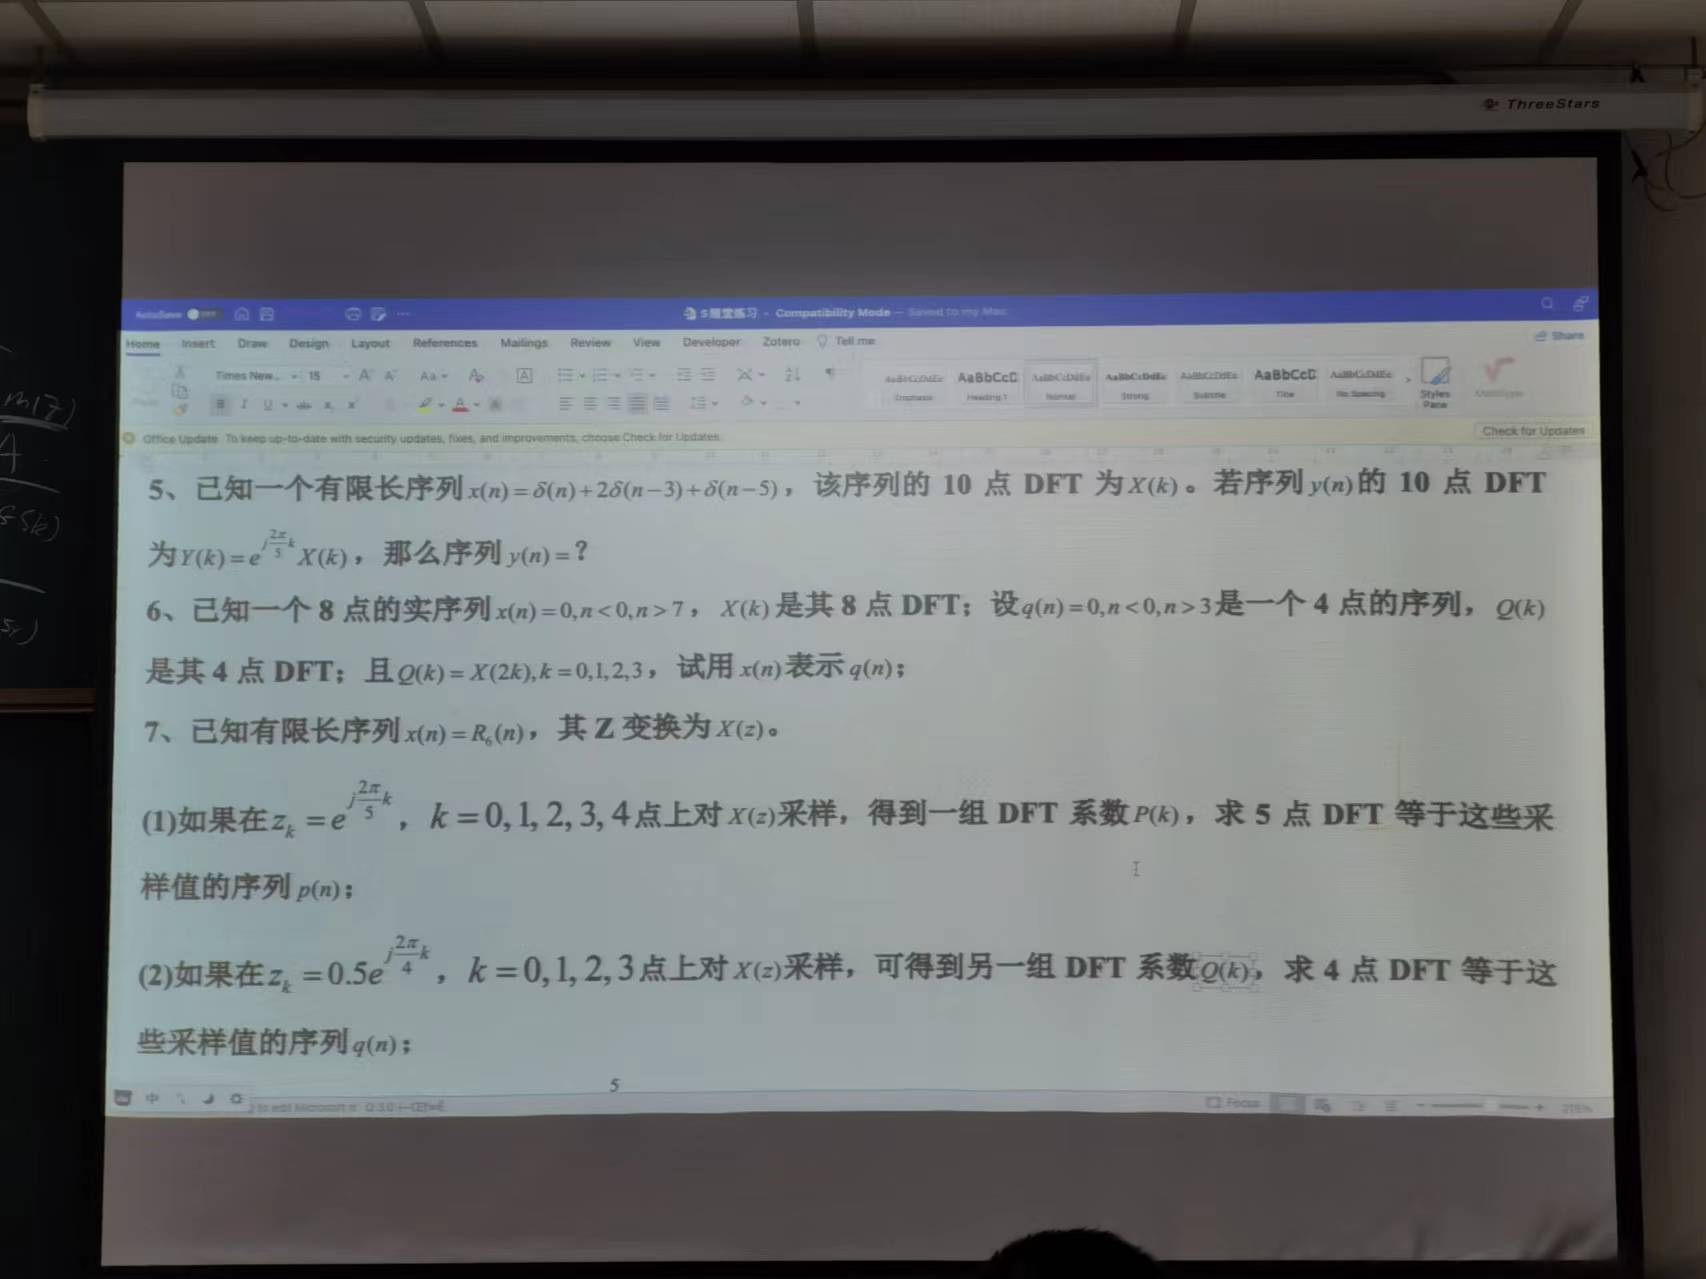 ThreeStars
AutoSave OFF
S随堂练习 - Compatibility Mode — Saved to my Mac
Home Insert Draw Design Layout References Mailings Review View Developer Zotero Tell me
Share
Times New... 15
AaBbCcDdEe AaBbCcD AaBbCcDdEe AaBbCcDdEe AaBbCcDdEe AaBbCcD AaBbCcDdEe
Emphasis Heading 1 Normal Strong Subtitle Title No Spacing Styles Pane
Office Update To keep up-to-date with security updates, fixes, and improvements, choose Check for Updates.
Check for Updates
5、已知一个有限长序列 x(n)=δ(n)+2δ(n−3)+δ(n−5)，该序列的 10 点 DFT 为 X(k)。若序列 y(n) 的 10 点 DFT
为 Y(k)=e^{j\frac{2π}{5}k}X(k)，那么序列 y(n)=？
6、已知一个 8 点的实序列 x(n)=0,n<0,n>7，X(k) 是其 8 点 DFT；设 q(n)=0,n<0,n>3 是一个 4 点的序列，Q(k)
是其 4 点 DFT；且 Q(k)=X(2k),k=0,1,2,3，试用 x(n) 表示 q(n)；
7、已知有限长序列 x(n)=R_6(n)，其 Z 变换为 X(z)。
(1)如果在 z_k=e^{j\frac{2π}{5}k}，k=0,1,2,3,4 点上对 X(z) 采样，得到一组 DFT 系数 P(k)，求 5 点 DFT 等于这些采
样值的序列 p(n)；
(2)如果在 z_k=0.5e^{j\frac{2π}{4}k}，k=0,1,2,3 点上对 X(z) 采样，可得到另一组 DFT 系数 Q(k)，求 4 点 DFT 等于这
些采样值的序列 q(n)；
5
中
Focus